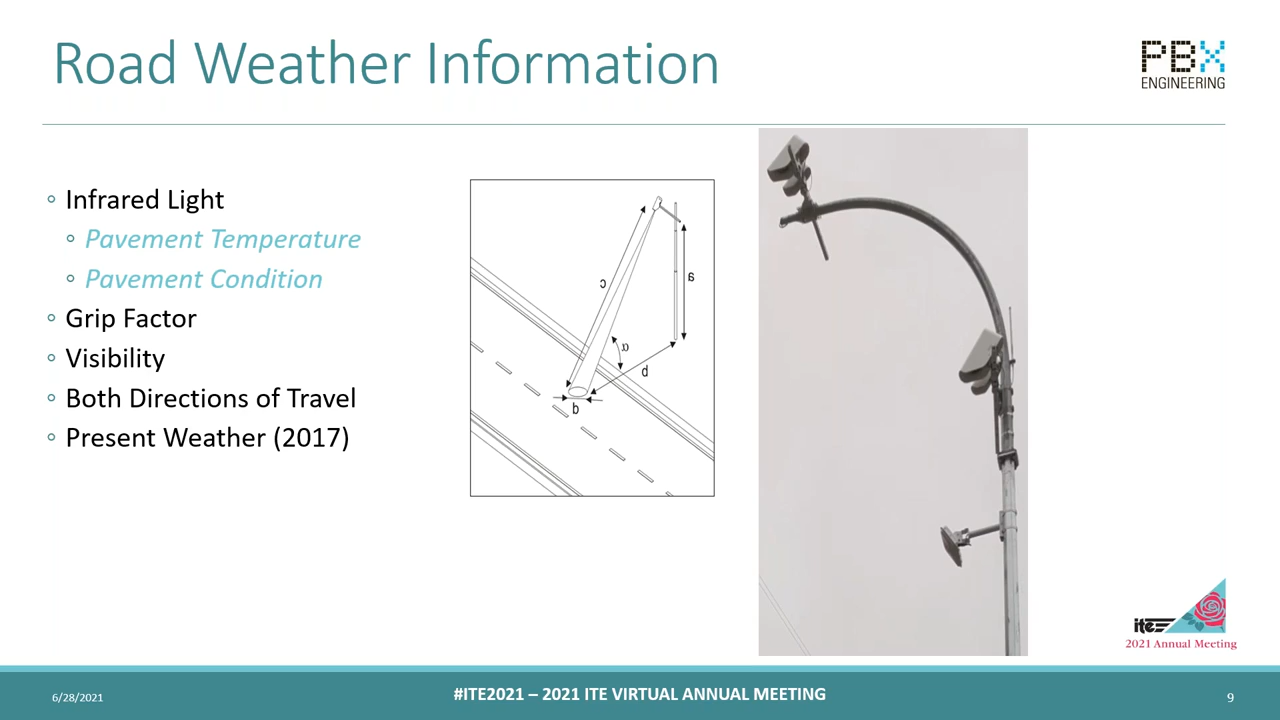 Road Weather Information
PBX
ENGINEERING
Infrared Light
Pavement Temperature
Pavement Condition
Grip Factor
Visibility
Both Directions of Travel
Present Weather (2017)
c
a
α
d
b
ite
2021 Annual Meeting
6/28/2021
#ITE2021 – 2021 ITE VIRTUAL ANNUAL MEETING
9